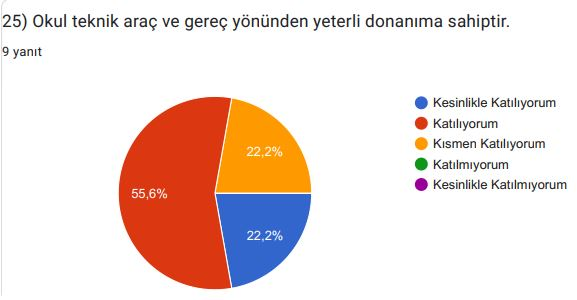 25) Okul teknik araç ve gereç yönünden yeterli donanıma sahiptir.
9 yanıt
Kesinlikle Katılıyorum
Katılıyorum
Kısmen Katılıyorum
Katılmıyorum
Kesinlikle Katılmıyorum
22,2%
55,6%
22,2%